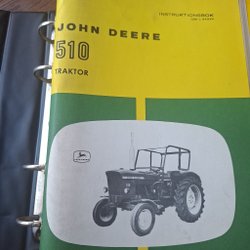 INSTRUKTIONSBOK
JOHN DEERE
510
TRAKTOR